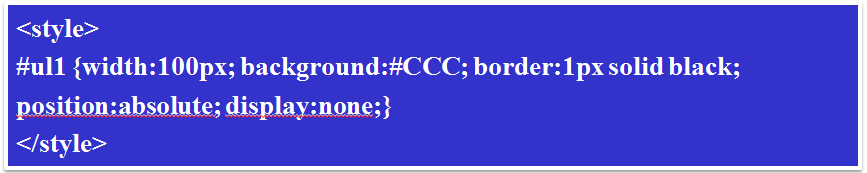 <style>
#ul1 {width:100px; background:#CCC; border:1px solid black;
position:absolute; display:none;}
</style>